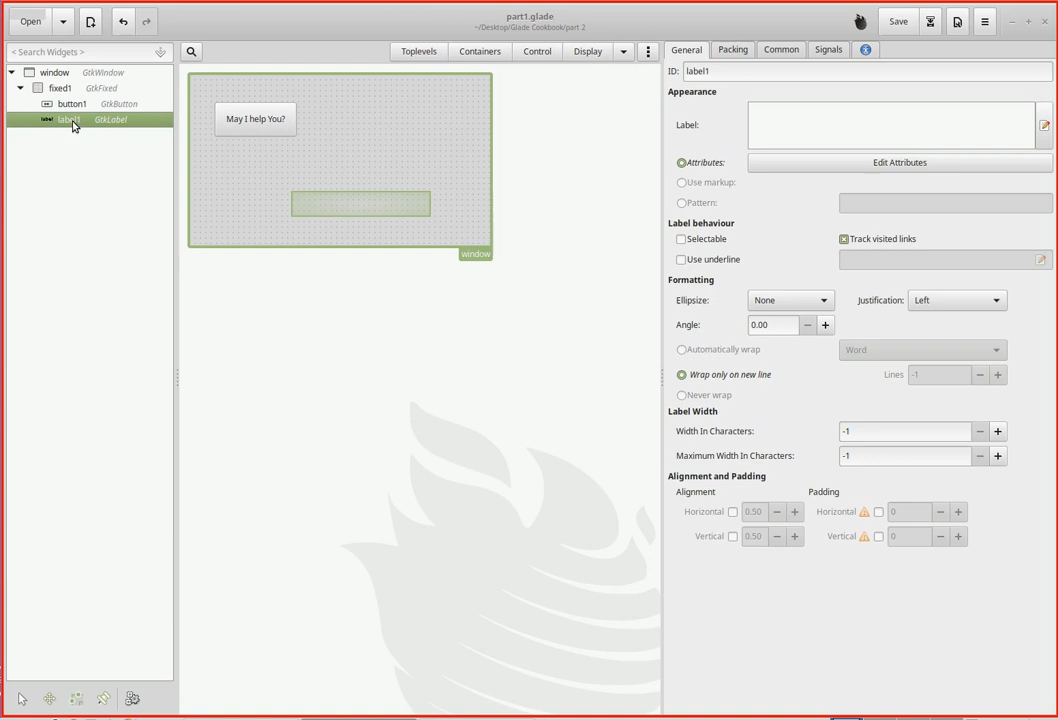 Open
part1.glade
~/Desktop/Glade Cookbook/part 2
Save
< Search Widgets >
Toplevels
Containers
Control
Display
General
Packing
Common
Signals
window GtkWindow
fixed1 GtkFixed
button1 GtkButton
label label1 GtkLabel
May I help You?
window
ID: label1
Appearance
Label:
Attributes: Edit Attributes
Use markup:
Pattern:
Label behaviour
Selectable Track visited links
Use underline
Formatting
Ellipsize: None Justification: Left
Angle: 0.00
Automatically wrap Word
Wrap only on new line Lines -1
Never wrap
Label Width
Width In Characters: -1
Maximum Width In Characters: -1
Alignment and Padding
Alignment Padding
Horizontal 0.50 Horizontal 0
Vertical 0.50 Vertical 0